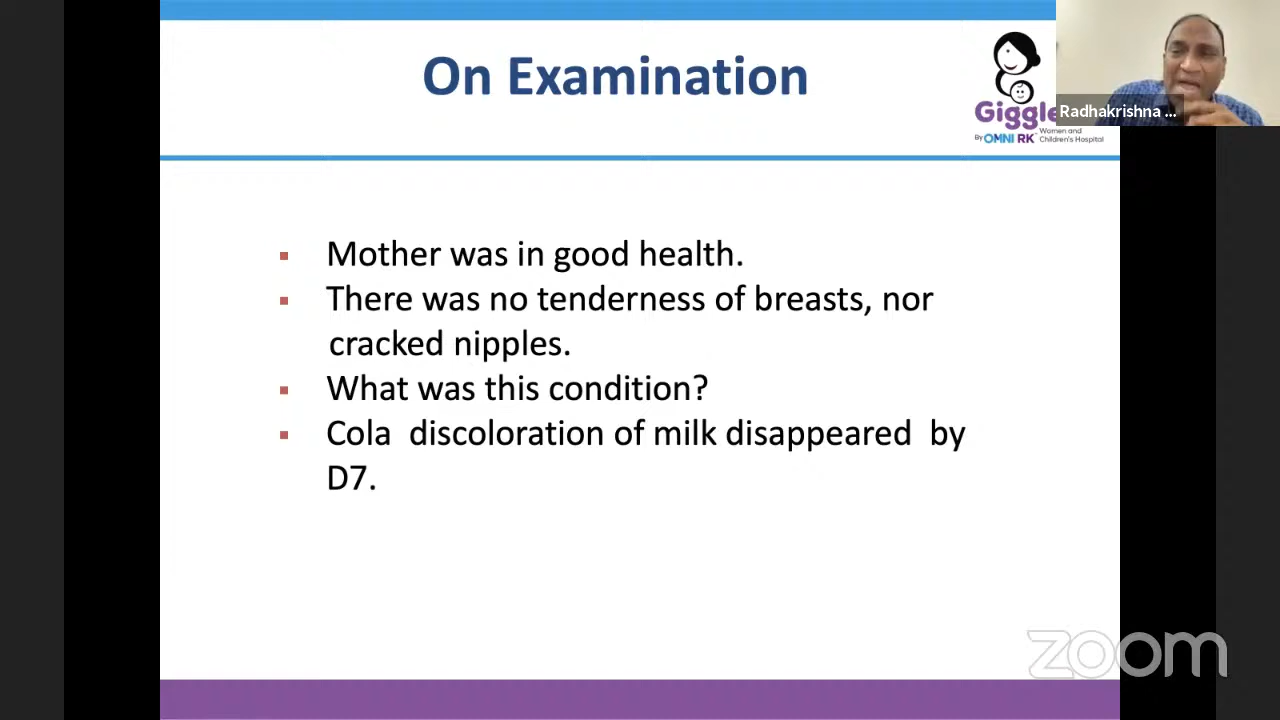 On Examination
Giggle
By OMNI RK Women and
Children's Hospital
Radhakrishna ...
Mother was in good health.
There was no tenderness of breasts, nor
cracked nipples.
What was this condition?
Cola discoloration of milk disappeared by
D7.
zoom